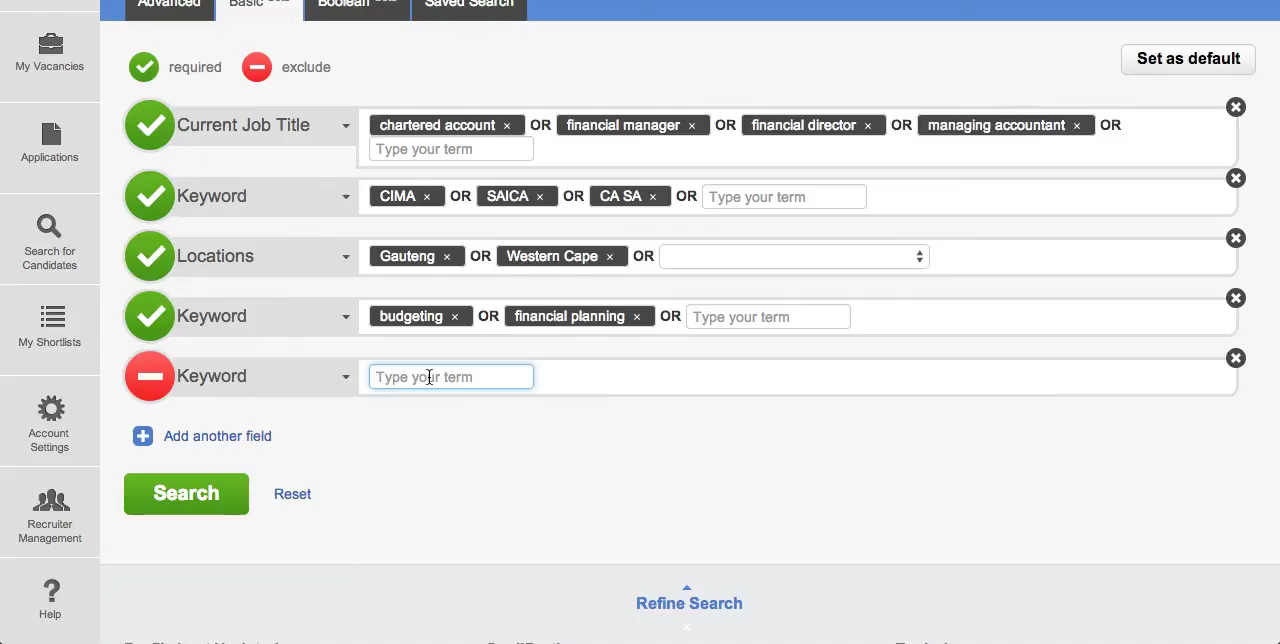 Advanced Basic Beta Boolean Beta Saved Search
My Vacancies
required exclude
Set as default
Current Job Title chartered account × OR financial manager × OR financial director × OR managing accountant × OR
Type your term
Applications
Keyword CIMA × OR SAICA × OR CA SA × OR Type your term
Search for
Candidates
Locations Gauteng × OR Western Cape × OR
My Shortlists
Keyword budgeting × OR financial planning × OR Type your term
Keyword Type your term
Account
Settings
Add another field
Search Reset
Recruiter
Management
Help
Refine Search